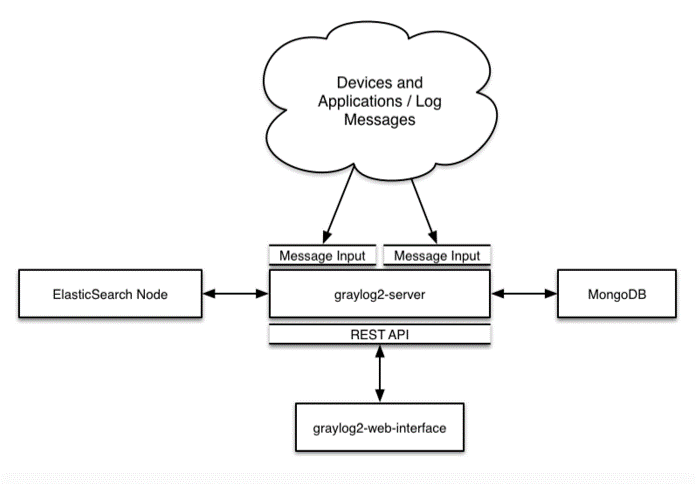 Devices and
Applications / Log
Messages
Message Input
Message Input
ElasticSearch Node
graylog2-server
MongoDB
REST API
graylog2-web-interface